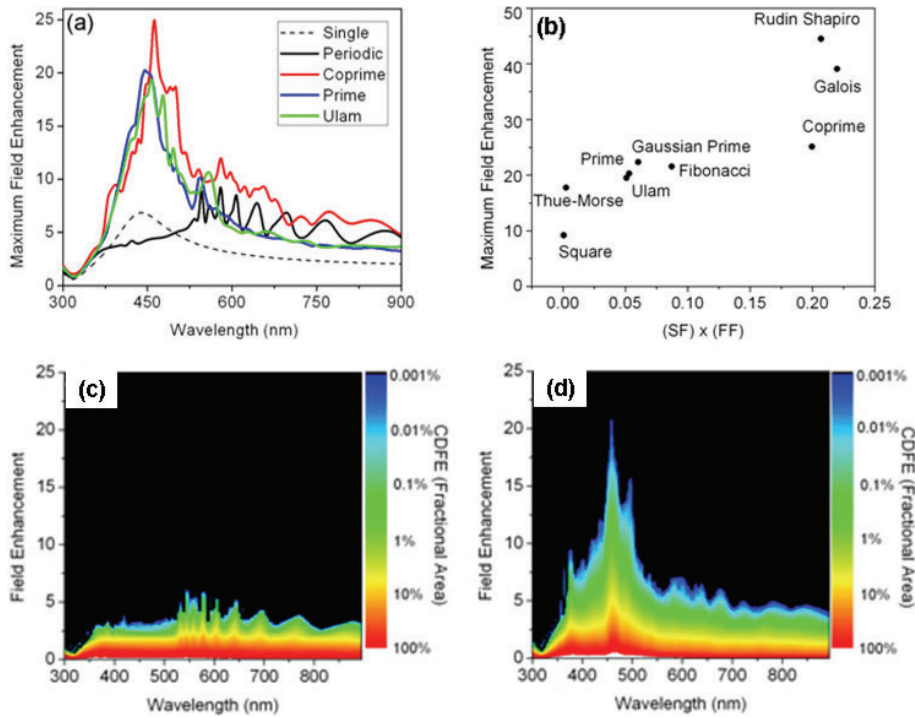 (a)
Single
Periodic
Coprime
Prime
Ulam
Maximum Field Enhancement
25
20
15
10
5
0
300 450 600 750 900
Wavelength (nm)
(b)
Rudin Shapiro
Galois
Coprime
Gaussian Prime
Prime
Fibonacci
Ulam
Thue-Morse
Square
Maximum Field Enhancement
50
40
30
20
10
0
0.00 0.05 0.10 0.15 0.20 0.25
(SF) x (FF)
(c)
Field Enhancement
25
20
15
10
5
0
300 400 500 600 700 800
Wavelength (nm)
0.001%
0.01%
0.1%
1%
10%
100%
CDFE (Fractional Area)
(d)
Field Enhancement
25
20
15
10
5
0
300 400 500 600 700 800
Wavelength (nm)
0.001%
0.01%
0.1%
1%
10%
100%
CDFE (Fractional Area)